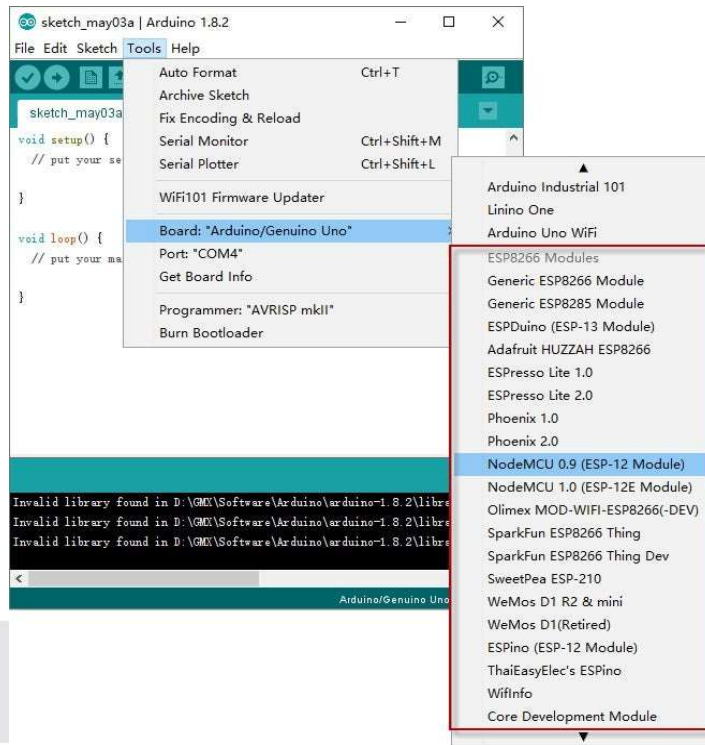 sketch_may03a | Arduino 1.8.2
File Edit Sketch Tools Help
sketch_may03a
void setup() {
// put your se
}
void loop() {
// put your ma
}
Auto Format Ctrl+T
Archive Sketch
Fix Encoding & Reload
Serial Monitor Ctrl+Shift+M
Serial Plotter Ctrl+Shift+L
WiFi101 Firmware Updater
Board: "Arduino/Genuino Uno"
Port: "COM4"
Get Board Info
Programmer: "AVRISP mkII"
Burn Bootloader
Arduino Industrial 101
Linino One
Arduino Uno WiFi
ESP8266 Modules
Generic ESP8266 Module
Generic ESP8285 Module
ESPDuino (ESP-13 Module)
Adafruit HUZZAH ESP8266
ESPresso Lite 1.0
ESPresso Lite 2.0
Phoenix 1.0
Phoenix 2.0
NodeMCU 0.9 (ESP-12 Module)
NodeMCU 1.0 (ESP-12E Module)
Olimex MOD-WIFI-ESP8266(-DEV)
SparkFun ESP8266 Thing
SparkFun ESP8266 Thing Dev
SweetPea ESP-210
WeMos D1 R2 & mini
WeMos D1(Retired)
ESPino (ESP-12 Module)
ThaiEasyElec's ESPino
WifInfo
Core Development Module
Invalid library found in D:\GMX\Software\Arduino\arduino-1.8.2\libre
Invalid library found in D:\GMX\Software\Arduino\arduino-1.8.2\libre
Invalid library found in D:\GMX\Software\Arduino\arduino-1.8.2\libre
Arduino/Genuino Uno